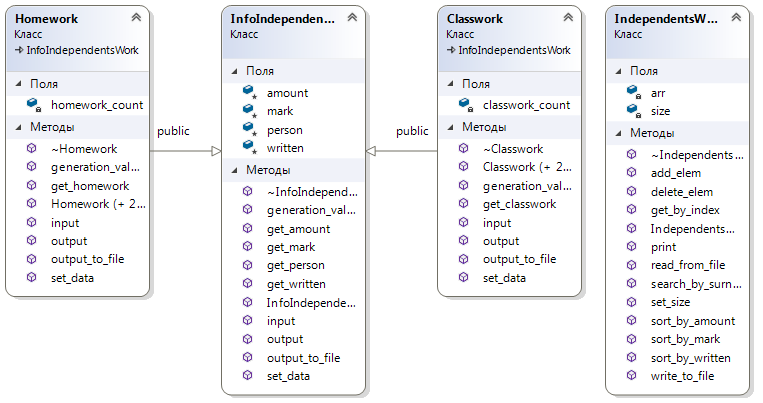 Homework
Класс
InfoIndependentsWork
Поля
homework_count
Методы
~Homework
generation_val...
get_homework
Homework (+ 2...
input
output
output_to_file
set_data
public
InfoIndependen...
Класс
Поля
amount
mark
person
written
Методы
~InfoIndepend...
generation_val...
get_amount
get_mark
get_person
get_written
InfoIndepende...
input
output
output_to_file
set_data
public
Classwork
Класс
InfoIndependentsWork
Поля
classwork_count
Методы
~Classwork
Classwork (+ 2...
generation_val...
get_classwork
input
output
output_to_file
set_data
IndependentsW...
Класс
Поля
arr
size
Методы
~Independents...
add_elem
delete_elem
get_by_index
Independents...
print
read_from_file
search_by_surn...
set_size
sort_by_amount
sort_by_mark
sort_by_written
write_to_file